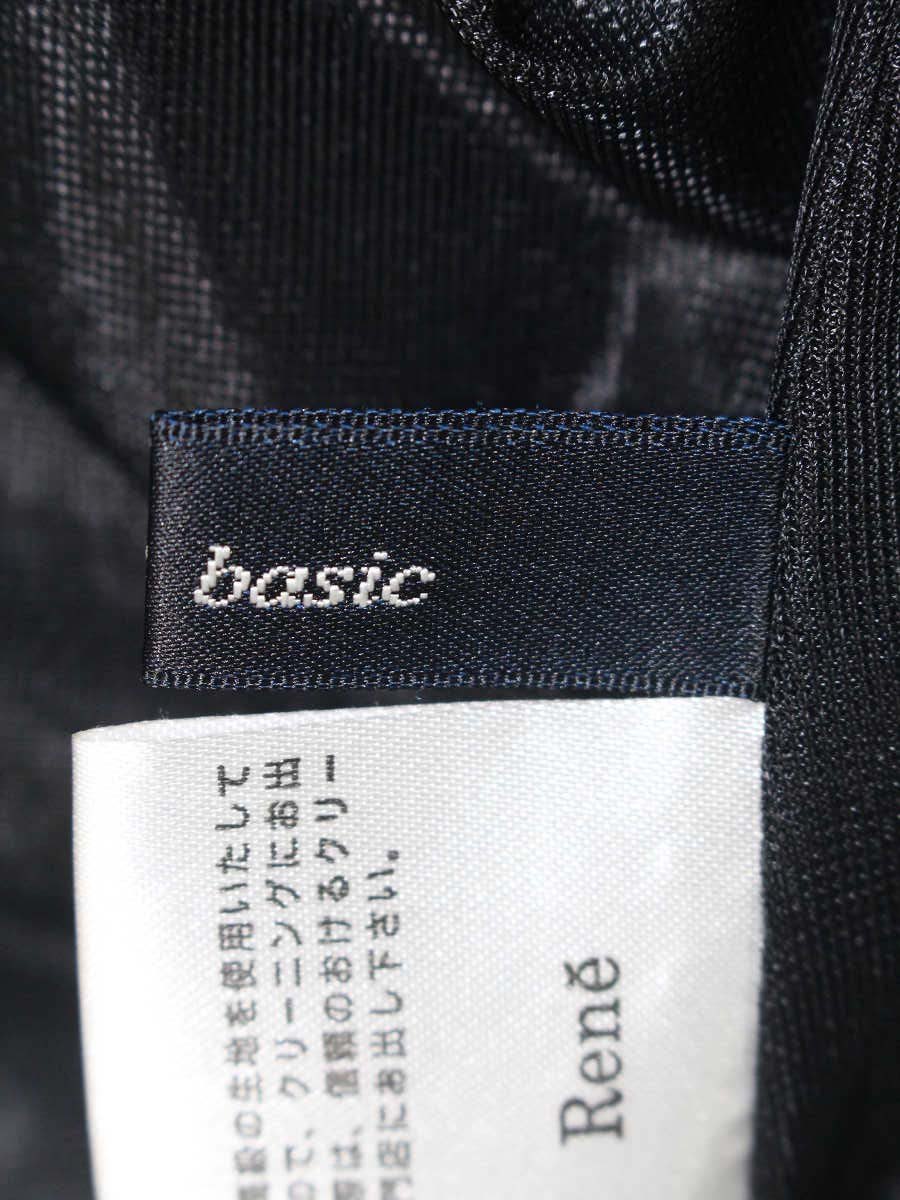 basic
級の生地を使用いたして
ので、クリーニングにお出
際は、信頼のおけるクリー
門店にお出し下さい。
René